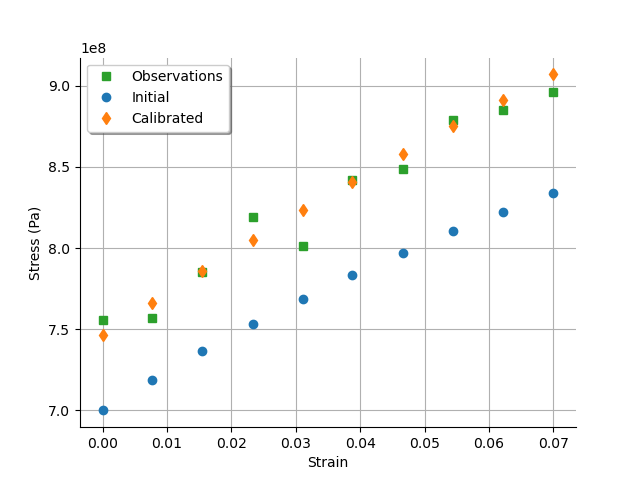 1e8
9.0
8.5
8.0
7.5
7.0
Stress (Pa)
Observations
Initial
Calibrated
0.00 0.01 0.02 0.03 0.04 0.05 0.06 0.07
Strain